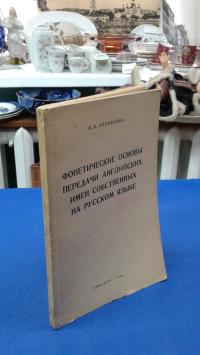 ФОНЕТИЧЕСКИЕ ОСНОВЫ
ПЕРЕДАЧИ АНГЛИЙСКИХ
ИМЕН СОБСТВЕННЫХ
НА РУССКОМ ЯЗЫКЕ